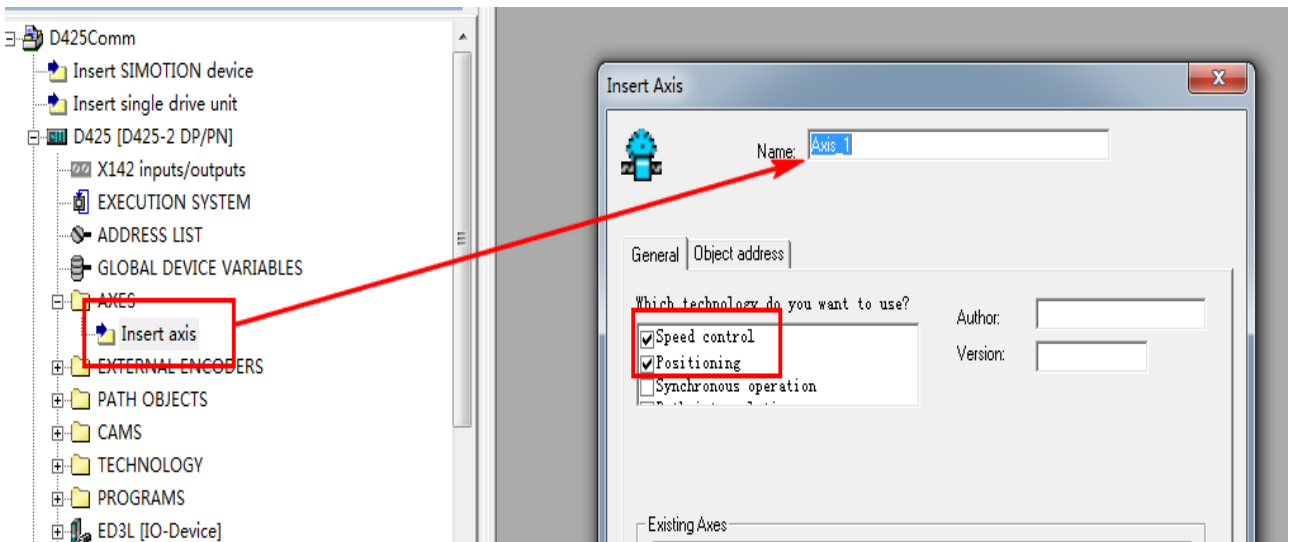 D425Comm
Insert SIMOTION device
Insert single drive unit
D425 [D425-2 DP/PN]
X142 inputs/outputs
EXECUTION SYSTEM
ADDRESS LIST
GLOBAL DEVICE VARIABLES
AXES
Insert axis
EXTERNAL ENCODERS
PATH OBJECTS
CAMS
TECHNOLOGY
PROGRAMS
ED3L [IO-Device]
Insert Axis
Name: Axis_1
General Object address
Which technology do you want to use?
Speed control
Positioning
Synchronous operation
Author:
Version:
Existing Axes